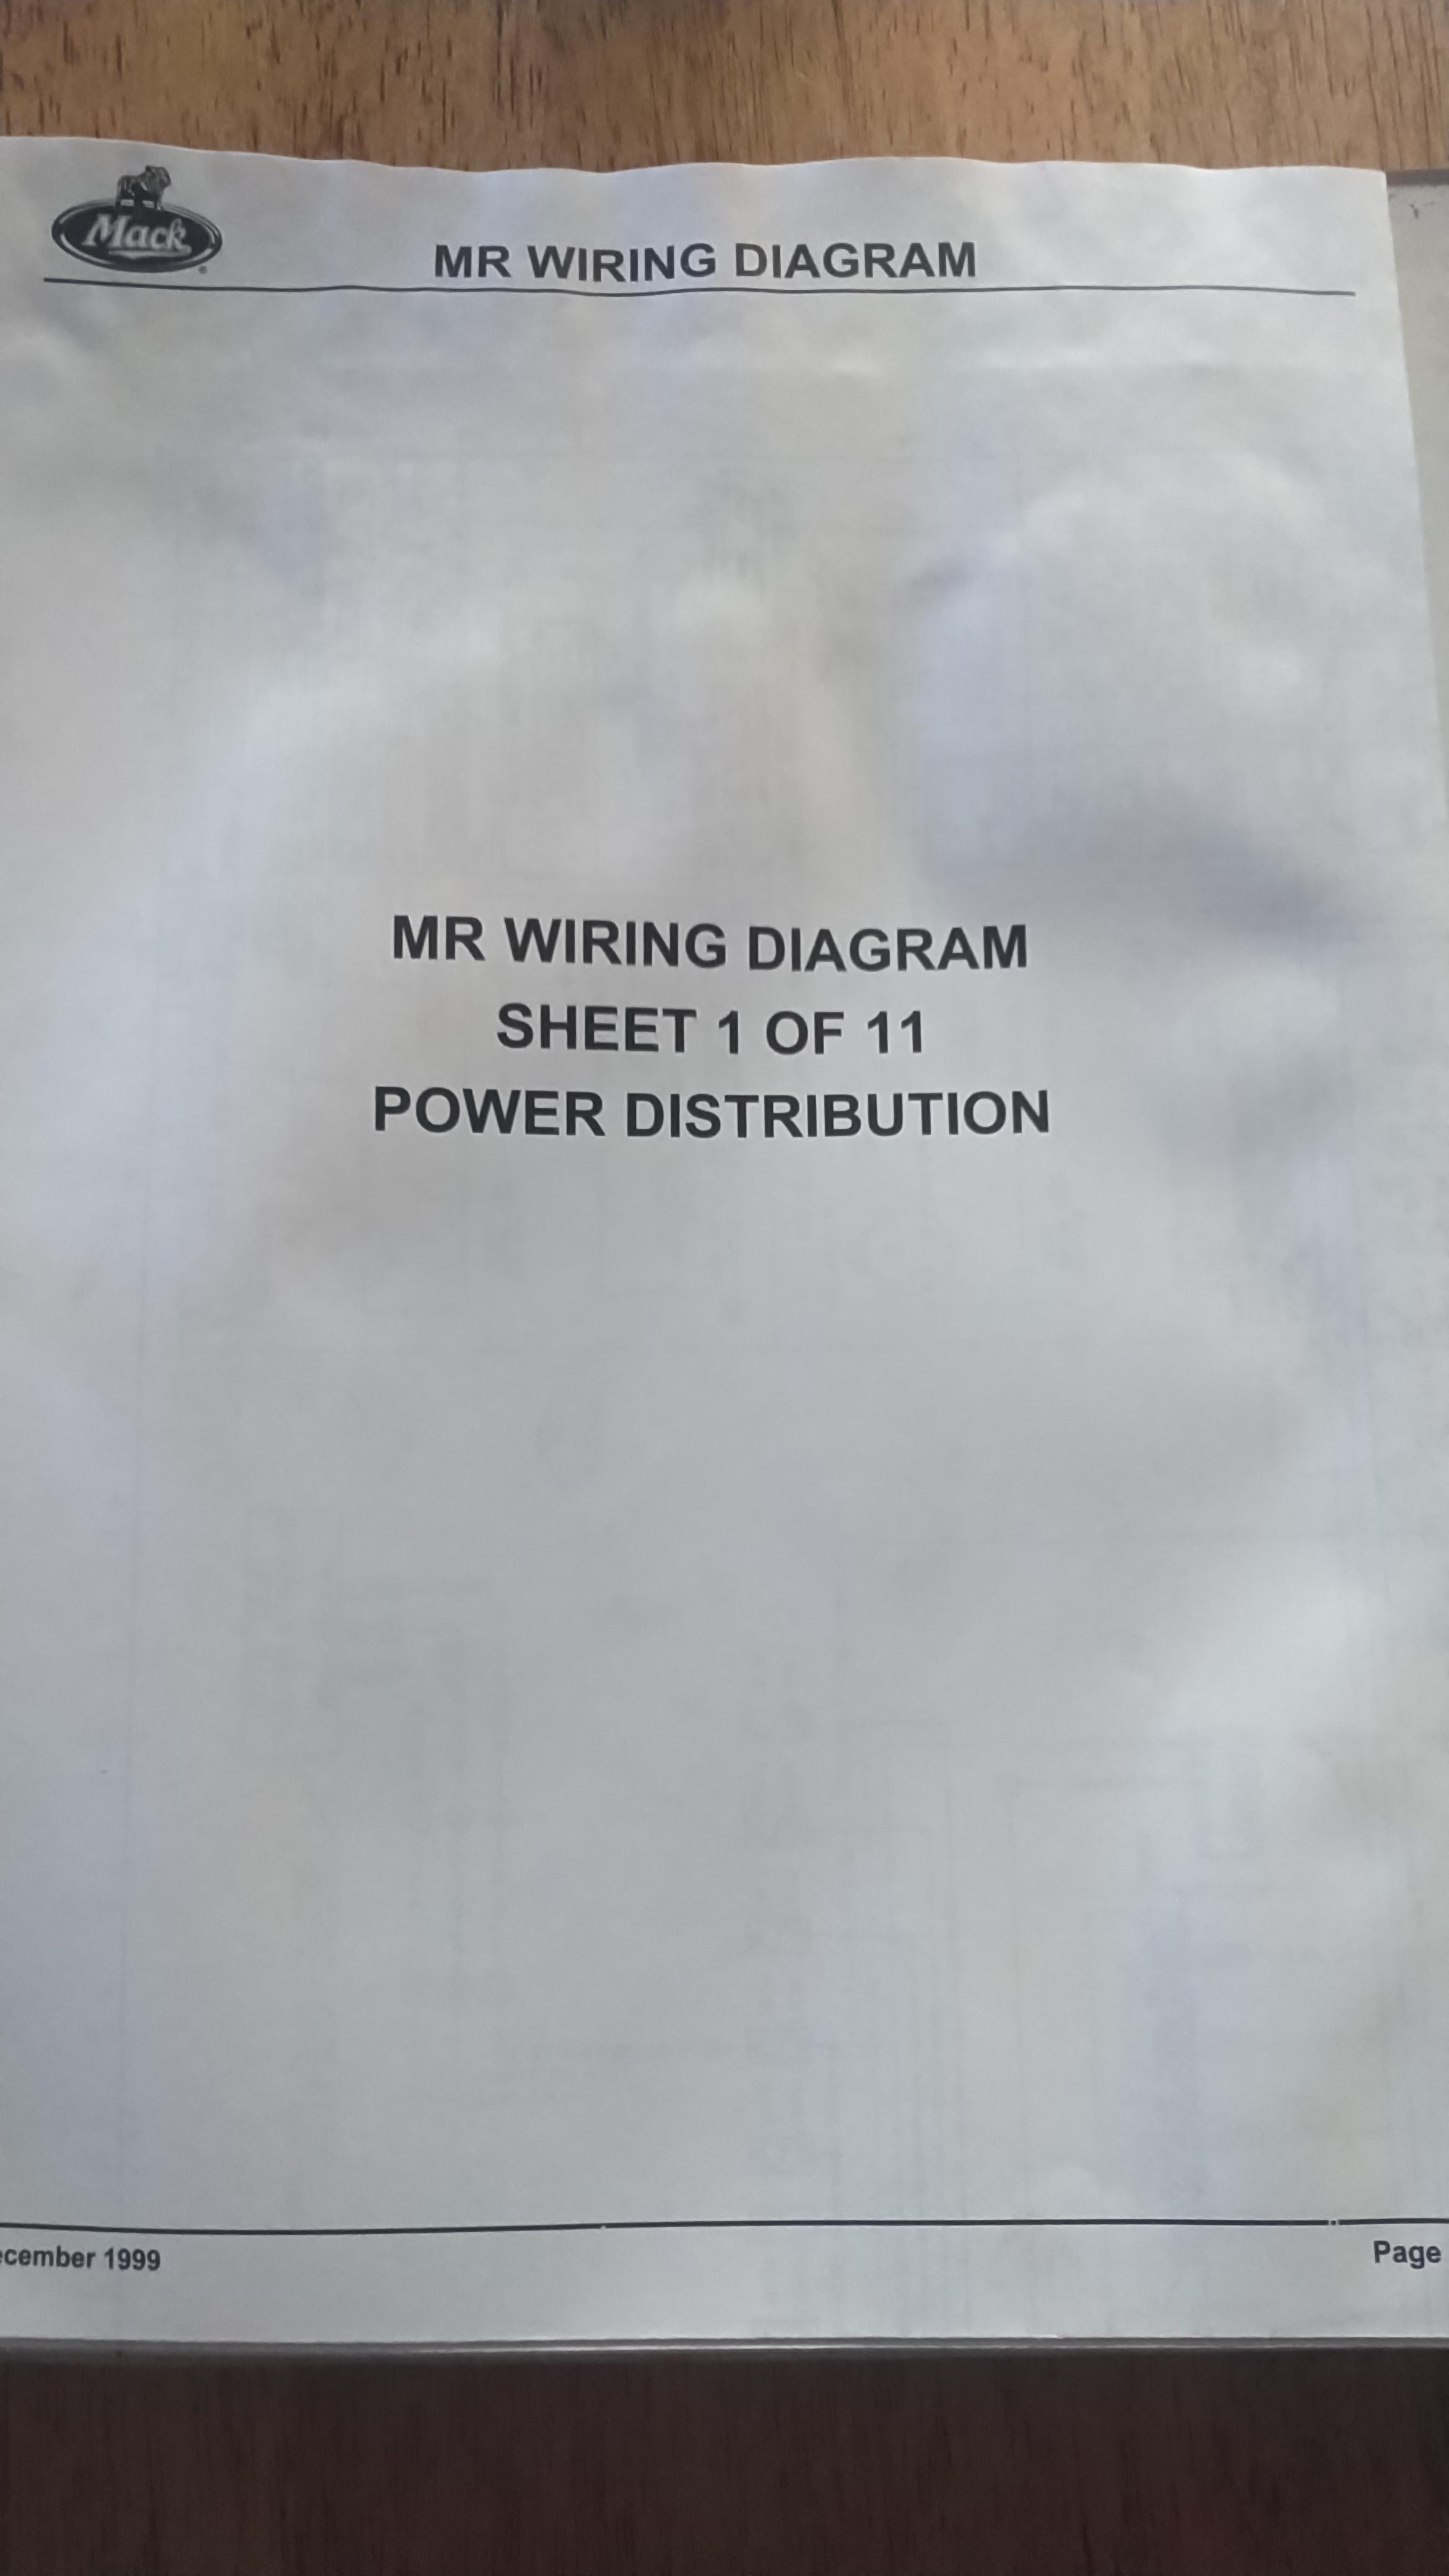 Mack
MR WIRING DIAGRAM
MR WIRING DIAGRAM
SHEET 1 OF 11
POWER DISTRIBUTION
ecember 1999
Page